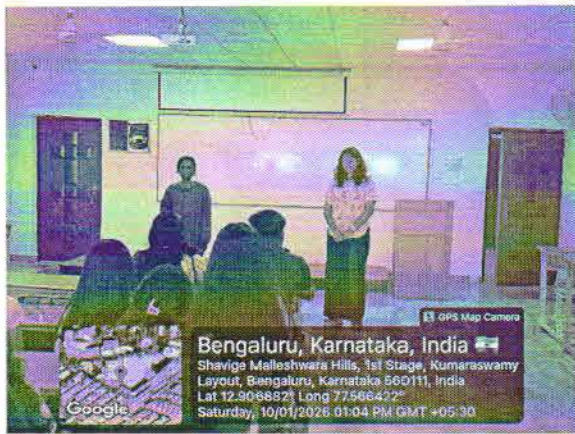 GPS Map Camera
Bengaluru, Karnataka, India
Shavige Malleshwara Hills, 1st Stage, Kumaraswamy
Layout, Bengaluru, Karnataka 560111, India
Lat 12.906882° Long 77.566422°
Saturday, 10/01/2026 01:04 PM GMT +05:30
Google